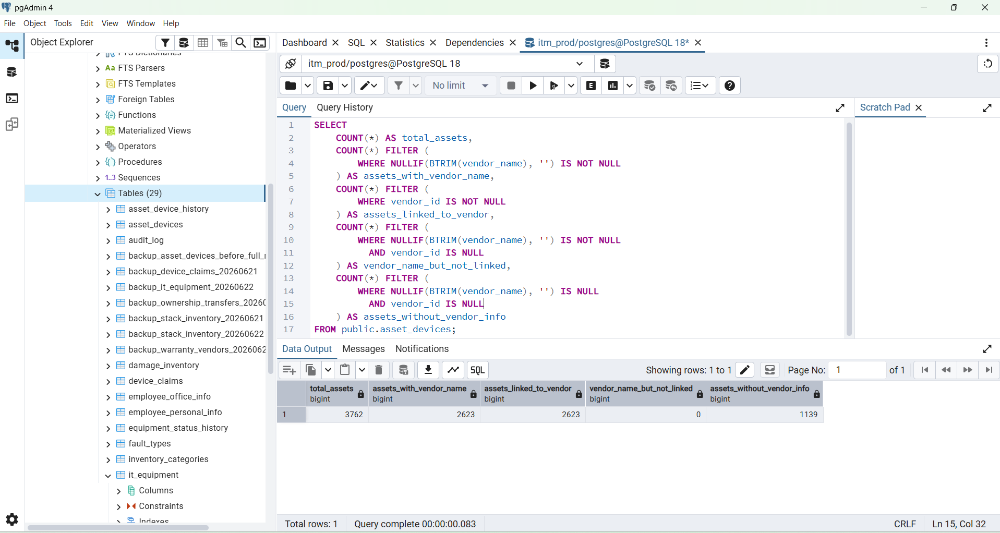 pgAdmin 4
File Object Tools Edit View Window Help
Object Explorer
Dashboard SQL Statistics Dependencies itm_prod/postgres@PostgreSQL 18*
FTS Dictionaries
Aa FTS Parsers
FTS Templates
Foreign Tables
Functions
Materialized Views
Operators
Procedures
1..3 Sequences
Tables (29)
asset_device_history
asset_devices
audit_log
backup_asset_devices_before_full_
backup_device_claims_20260621
backup_it_equipment_20260622
backup_ownership_transfers_2026
backup_stack_inventory_20260621
backup_stack_inventory_20260622
backup_warranty_vendors_202606
damage_inventory
device_claims
employee_office_info
employee_personal_info
equipment_status_history
fault_types
inventory_categories
it_equipment
Columns
Constraints
Indexes
itm_prod/postgres@PostgreSQL 18
No limit
E
Query Query History
Scratch Pad
1 SELECT
2 COUNT(*) AS total_assets,
3 COUNT(*) FILTER (
4 WHERE NULLIF(BTRIM(vendor_name), '') IS NOT NULL
5 ) AS assets_with_vendor_name,
6 COUNT(*) FILTER (
7 WHERE vendor_id IS NOT NULL
8 ) AS assets_linked_to_vendor,
9 COUNT(*) FILTER (
10 WHERE NULLIF(BTRIM(vendor_name), '') IS NOT NULL
11 AND vendor_id IS NULL
12 ) AS vendor_name_but_not_linked,
13 COUNT(*) FILTER (
14 WHERE NULLIF(BTRIM(vendor_name), '') IS NULL
15 AND vendor_id IS NULL
16 ) AS assets_without_vendor_info
17 FROM public.asset_devices;
Data Output Messages Notifications
SQL Showing rows: 1 to 1 Page No: 1 of 1
total_assets assets_with_vendor_name assets_linked_to_vendor vendor_name_but_not_linked assets_without_vendor_info
bigint bigint bigint bigint bigint
1 3762 2623 2623 0 1139
Total rows: 1 Query complete 00:00:00.083 CRLF Ln 15, Col 32